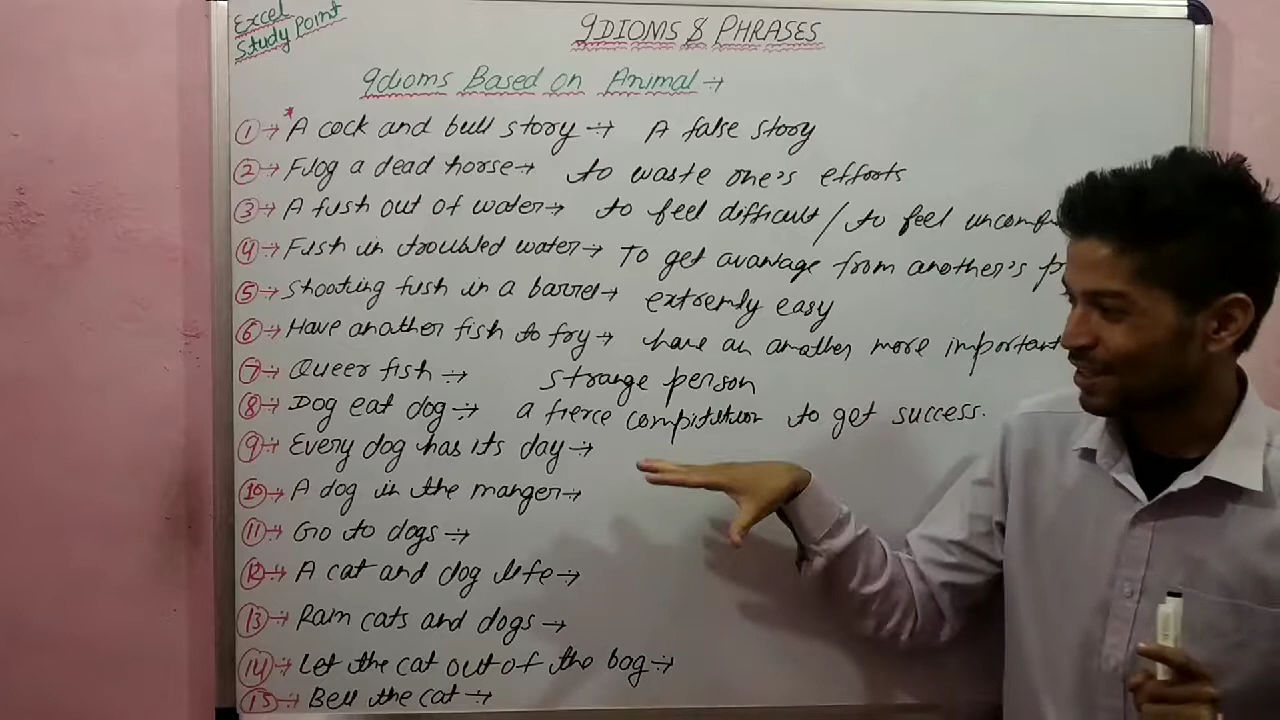 Excel
Study Point
IDIOMS & PHRASES
Idioms Based on Animal →
① → *A cock and bull story → A false story
② → Flog a dead horse → to waste one's efforts
③ → A fish out of water → to feel difficult / to feel
④ → Fish in troubled water → To get avantage from another's
⑤ → Shooting fish in a barrel → extremely easy
⑥ → Have another fish to fry → have an another more important
⑦ → Queer fish → strange person
⑧ → Dog eat dog → a fierce compitition to get success.
⑨ → Every dog has its day →
⑩ → A dog in the manger →
⑪ → Go to dogs →
⑫ → A cat and dog life →
⑬ → Rain cats and dogs →
⑭ → Let the cat out of the bag →
⑮ → Bell the cat →